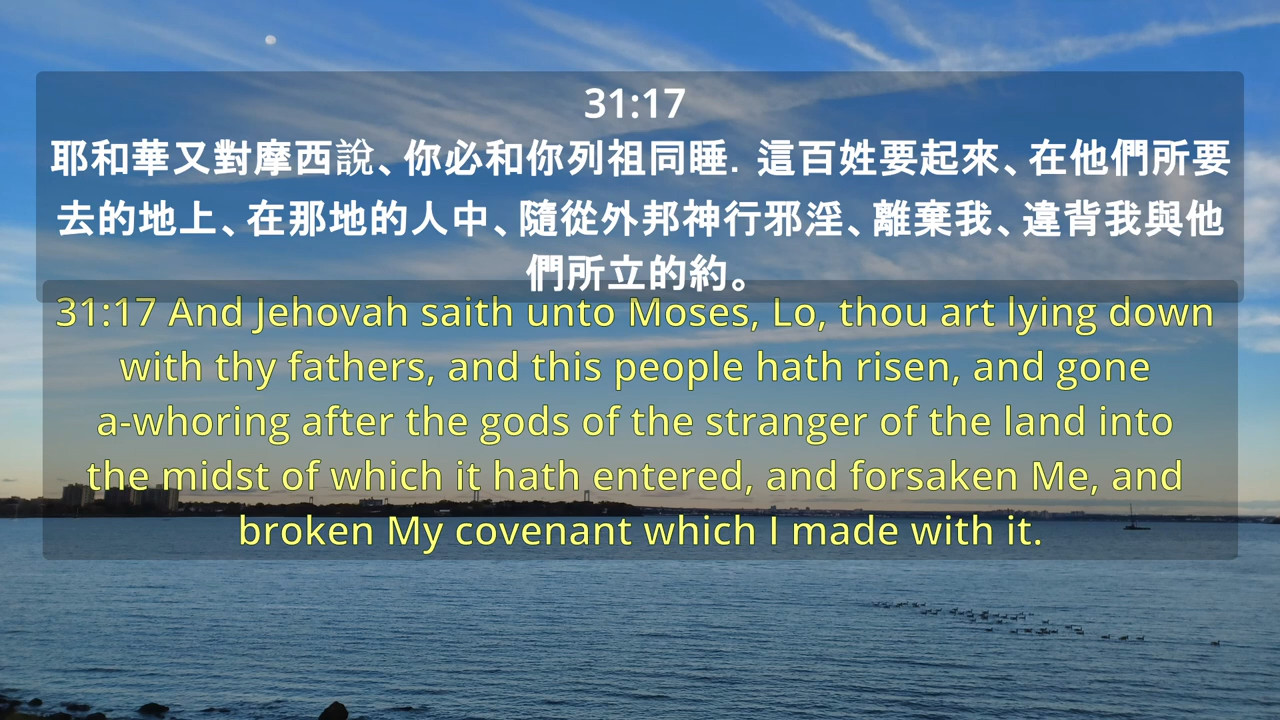 31:17
耶和華又對摩西說、你必和你列祖同睡．這百姓要起來、在他們所要
去的地上、在那地的人中、隨從外邦神行邪淫、離棄我、違背我與他
們所立的約。
31:17 And Jehovah saith unto Moses, Lo, thou art lying down
with thy fathers, and this people hath risen, and gone
a-whoring after the gods of the stranger of the land into
the midst of which it hath entered, and forsaken Me, and
broken My covenant which I made with it.